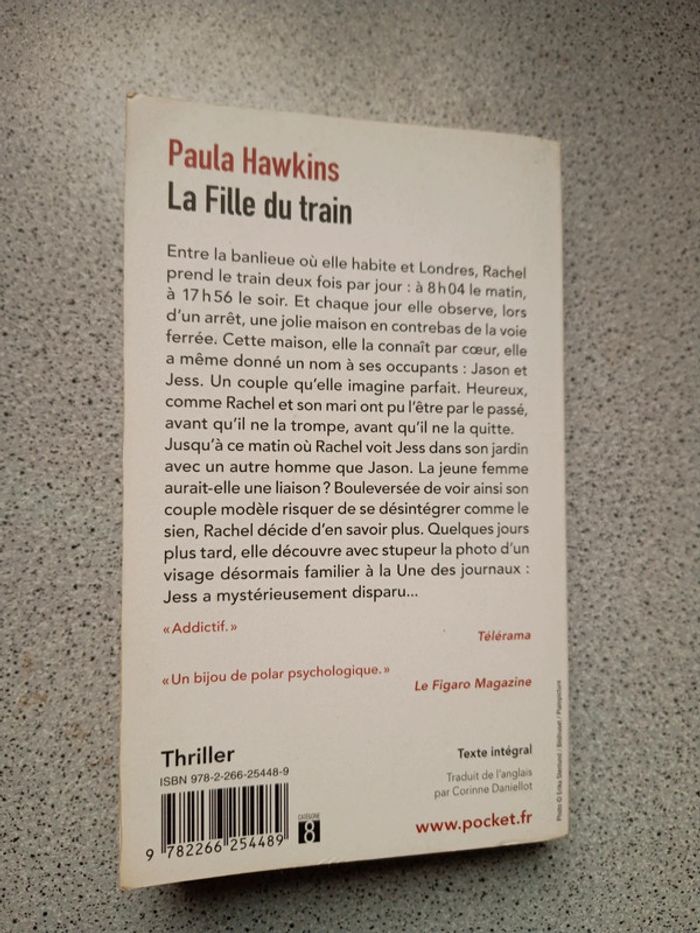 Paula Hawkins
La Fille du train
Entre la banlieue où elle habite et Londres, Rachel
prend le train deux fois par jour : à 8 h 04 le matin,
à 17 h 56 le soir. Et chaque jour elle observe, lors
d'un arrêt, une jolie maison en contrebas de la voie
ferrée. Cette maison, elle la connaît par cœur, elle
a même donné un nom à ses occupants : Jason et
Jess. Un couple qu'elle imagine parfait. Heureux,
comme Rachel et son mari ont pu l'être par le passé,
avant qu'il ne la trompe, avant qu'il ne la quitte.
Jusqu'à ce matin où Rachel voit Jess dans son jardin
avec un autre homme que Jason. La jeune femme
aurait-elle une liaison ? Bouleversée de voir ainsi son
couple modèle risquer de se désintégrer comme le
sien, Rachel décide d'en savoir plus. Quelques jours
plus tard, elle découvre avec stupeur la photo d'un
visage désormais familier à la Une des journaux :
Jess a mystérieusement disparu...
« Addictif. »
Télérama
« Un bijou de polar psychologique. »
Le Figaro Magazine
Thriller
ISBN 978-2-266-25448-9
9 782266 254489
CATÉGORIE
8
Texte intégral
Traduit de l'anglais
par Corinne Daniellot
www.pocket.fr
Photo © Erika
/ Plainpicture